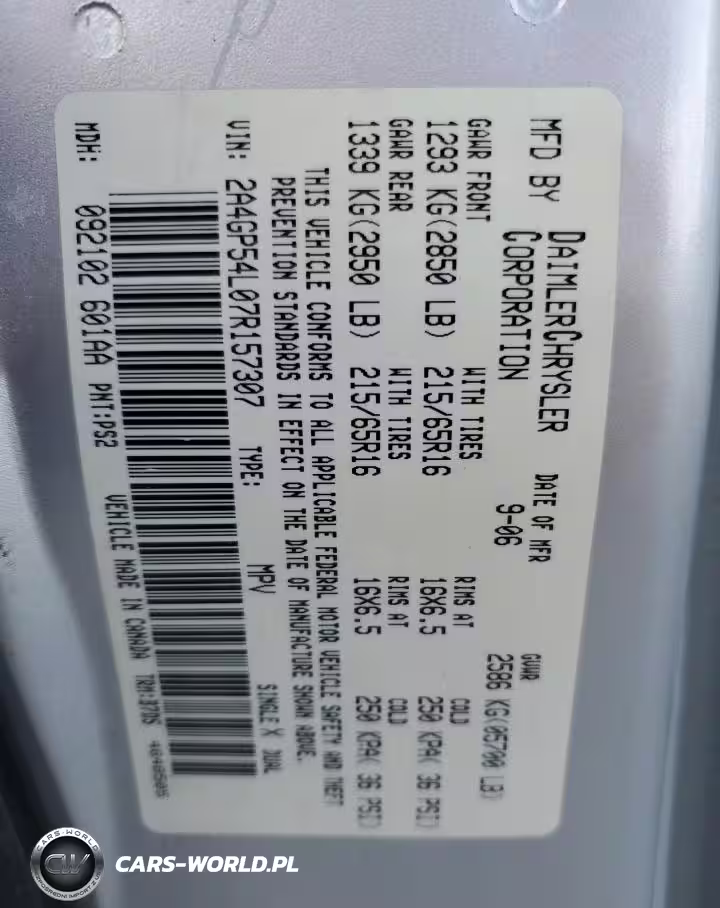 MFD BY DAIMLERCHRYSLER
CORPORATION
DATE OF MFR
9-06
GVWR
2586 KG(05700 LB)
GAWR FRONT
1293 KG(2850 LB)
WITH TIRES
215/65R16
RIMS AT
16X6.5
COLD
250 KPA( 36 PSI)
GAWR REAR
1339 KG(2950 LB)
WITH TIRES
215/65R16
RIMS AT
16X6.5
COLD
250 KPA( 36 PSI)
THIS VEHICLE CONFORMS TO ALL APPLICABLE FEDERAL MOTOR VEHICLE SAFETY AND THEFT
PREVENTION STANDARDS IN EFFECT ON THE DATE OF MANUFACTURE SHOWN ABOVE.
VIN: 2A4GP54L07R157307 TYPE: MPV SINGLE X DUAL
MDH: 092102 601AA PNT:PS2 VEHICLE MADE IN CANADA
CARS-WORLD
CW
CARS-WORLD.PL